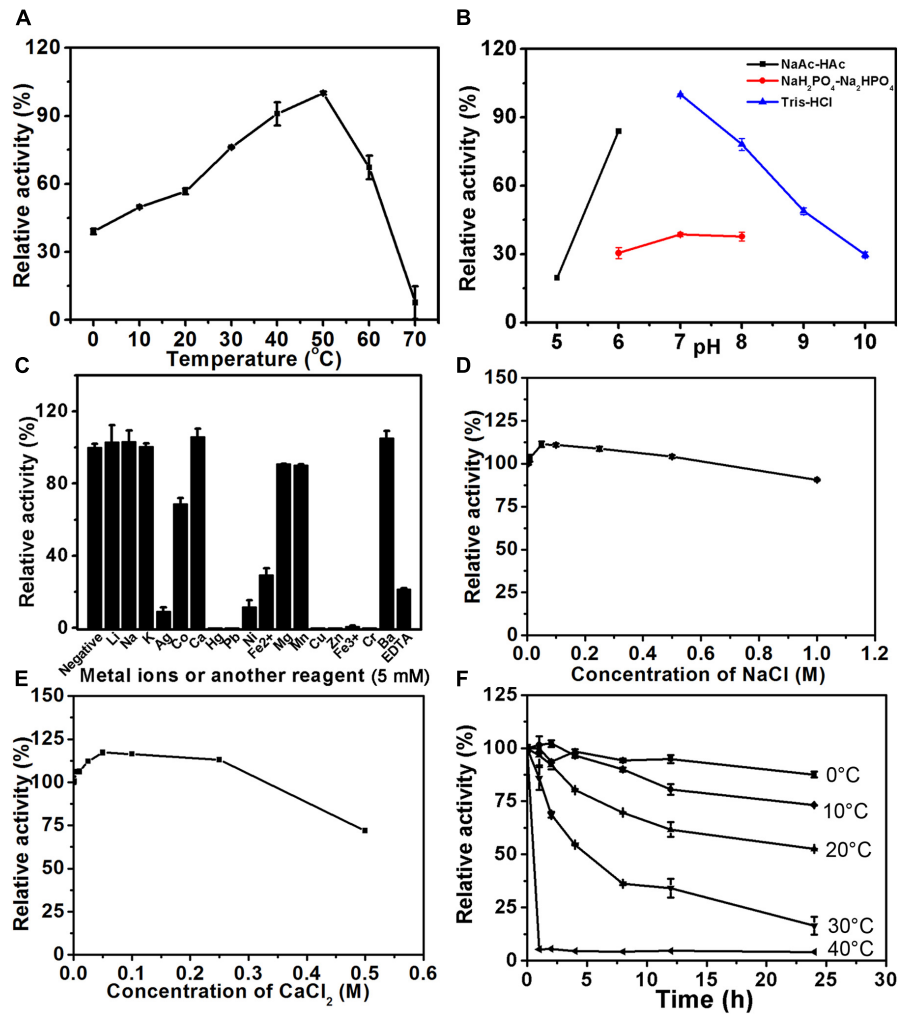 A
120
90
60
30
0
Relative activity (%)
0 10 20 30 40 50 60 70
Temperature (°C)
B
120
90
60
30
0
Relative activity (%)
NaAc-HAc
NaH2PO4-Na2HPO4
Tris-HCl
5 6 7 8 9 10
pH
C
120
80
40
0
Relative activity (%)
Negative Li Na K Ag Co Ca Hg Pb Ni Fe2+ Mg Mn Cu Zn Fe3+ Cr Ba EDTA
Metal ions or another reagent (5 mM)
D
150
125
100
75
50
25
0
Relative activity (%)
0.0 0.2 0.4 0.6 0.8 1.0 1.2
Concentration of NaCl (M)
E
150
125
100
75
50
25
0
Relative activity (%)
0.0 0.1 0.2 0.3 0.4 0.5 0.6
Concentration of CaCl2 (M)
F
125
100
75
50
25
0
Relative activity (%)
0°C
10°C
20°C
30°C
40°C
0 5 10 15 20 25 30
Time (h)